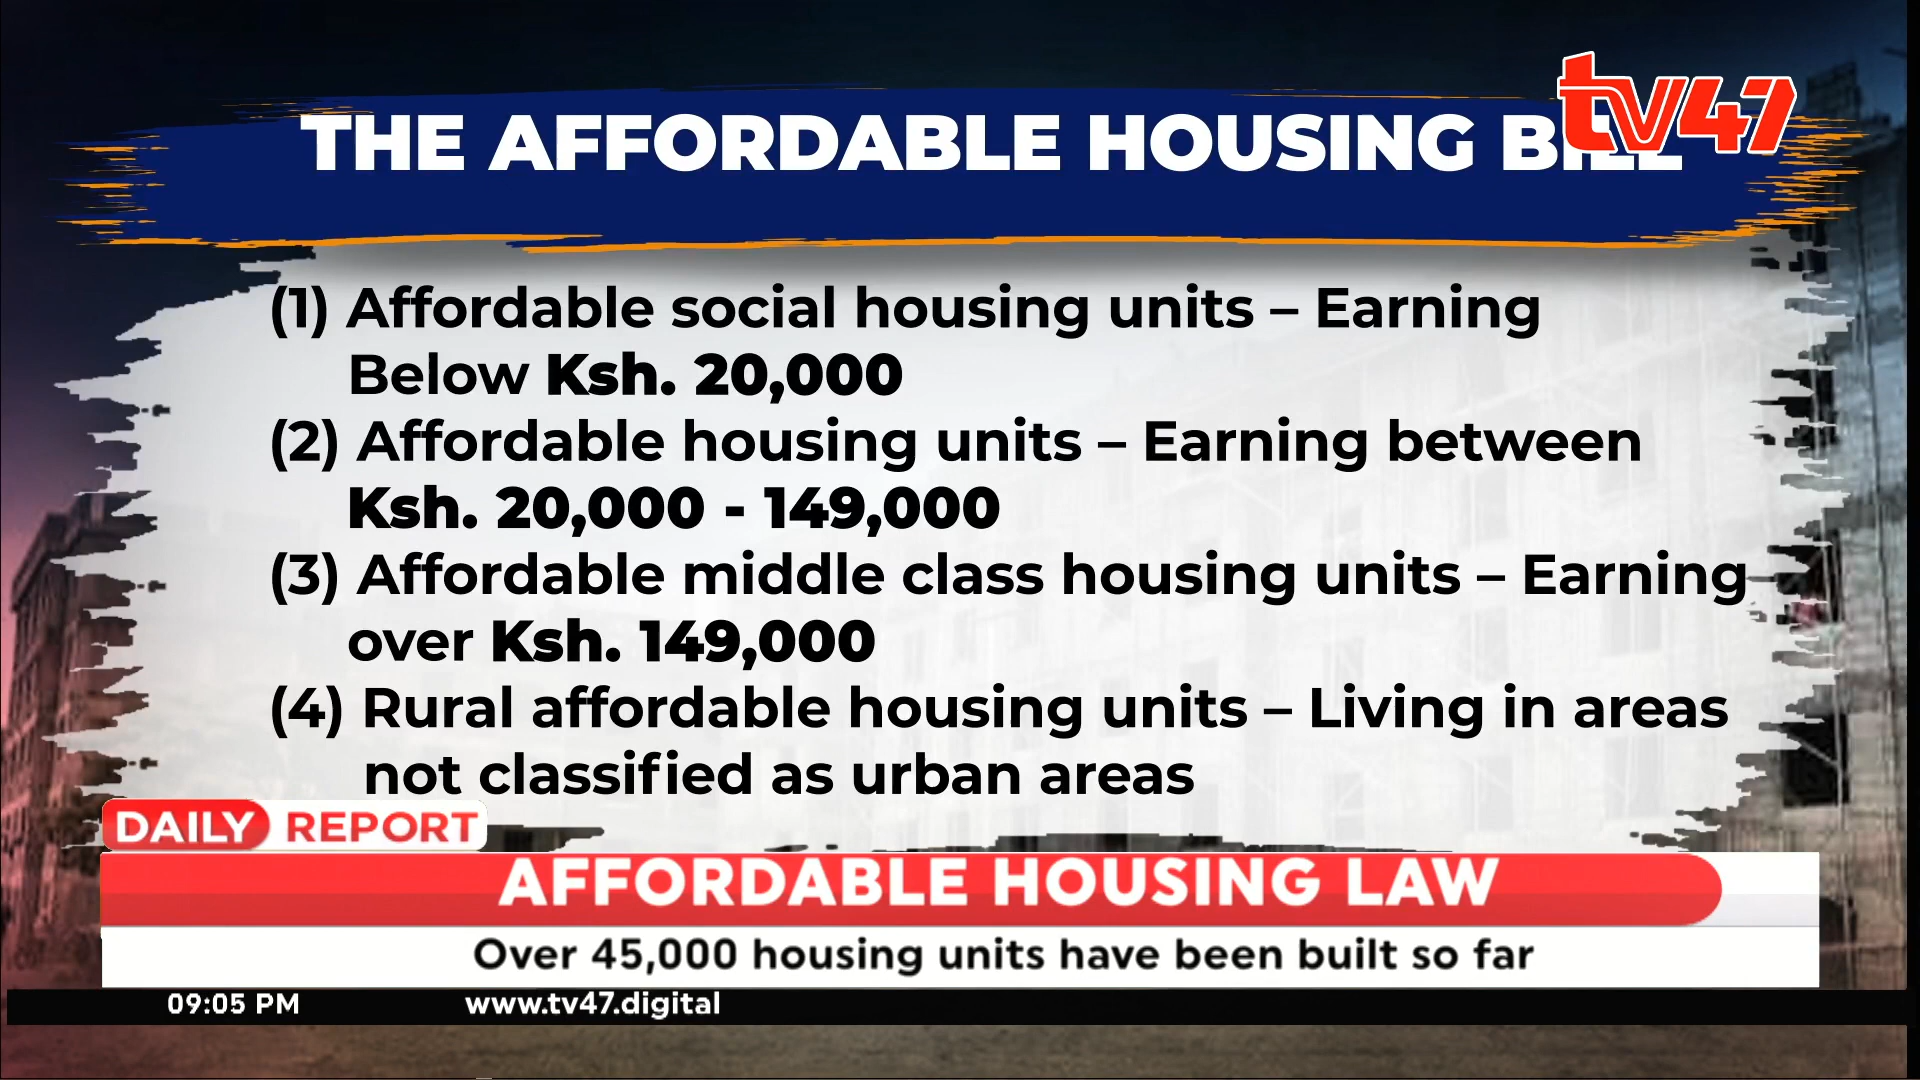 tv47
THE AFFORDABLE HOUSING BILL
(1) Affordable social housing units – Earning
Below Ksh. 20,000
(2) Affordable housing units – Earning between
Ksh. 20,000 - 149,000
(3) Affordable middle class housing units – Earning
over Ksh. 149,000
(4) Rural affordable housing units – Living in areas
not classified as urban areas
DAILY REPORT
AFFORDABLE HOUSING LAW
Over 45,000 housing units have been built so far
09:05 PM www.tv47.digital